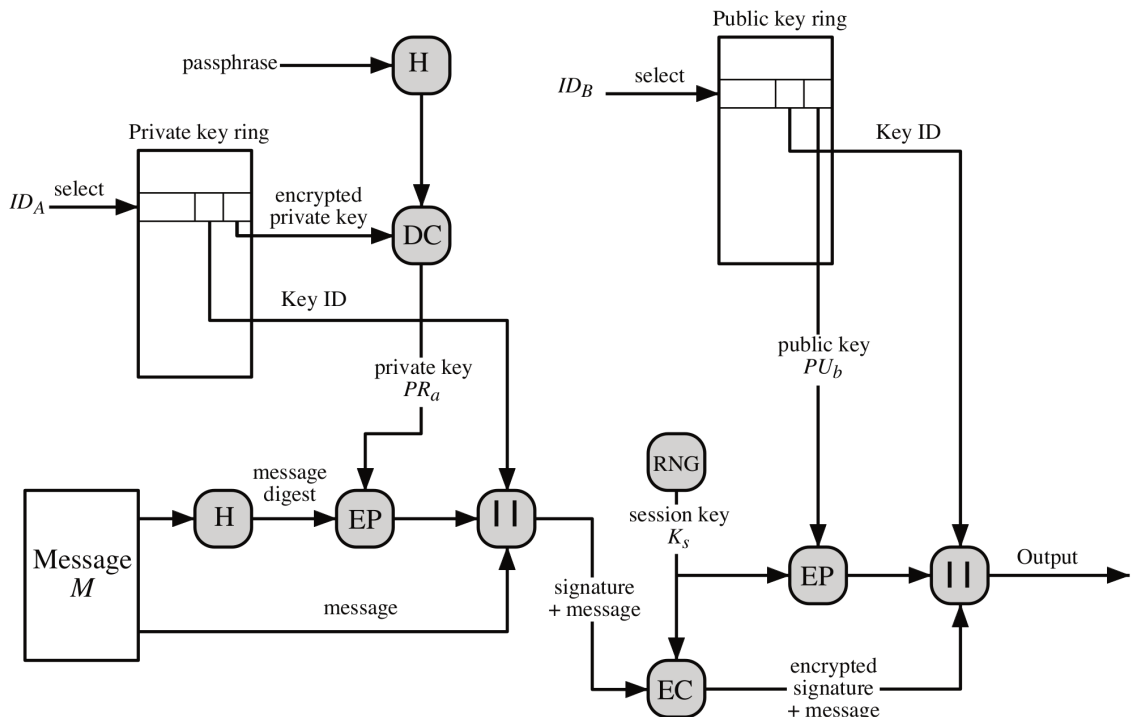 Public key ring
passphrase
H
ID_B
select
Key ID
Private key ring
ID_A
select
encrypted
private key
DC
Key ID
public key
PU_b
private key
PR_a
RNG
message
digest
session key
K_s
H
EP
||
Message
M
EP
||
Output
message
signature
+ message
EC
encrypted
signature
+ message